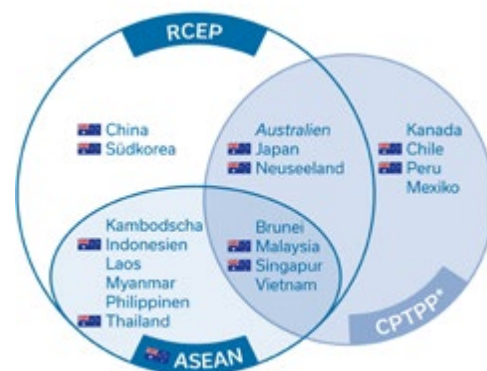 RCEP
China
Südkorea
Australien
Japan
Neuseeland
Kanada
Chile
Peru
Mexiko
Kambodscha
Indonesien
Laos
Myanmar
Philippinen
Thailand
Brunei
Malaysia
Singapur
Vietnam
ASEAN
CPTPP*